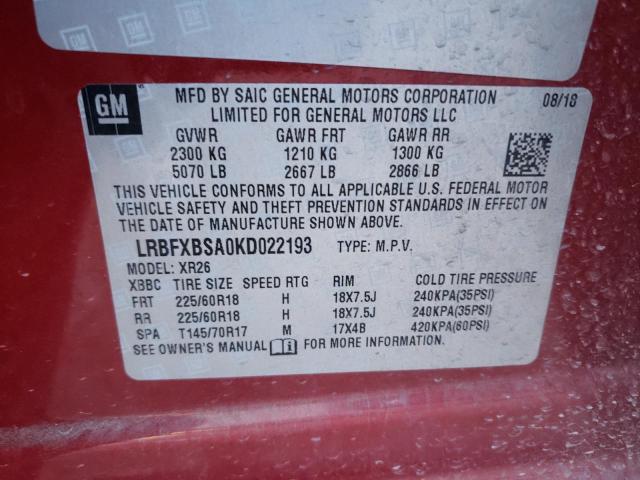 GM
MFD BY SAIC GENERAL MOTORS CORPORATION 08/18
LIMITED FOR GENERAL MOTORS LLC
GVWR GAWR FRT GAWR RR
2300 KG 1210 KG 1300 KG
5070 LB 2667 LB 2866 LB
THIS VEHICLE CONFORMS TO ALL APPLICABLE U.S. FEDERAL MOTOR
VEHICLE SAFETY AND THEFT PREVENTION STANDARDS IN EFFECT ON
THE DATE OF MANUFACTURE SHOWN ABOVE.
LRBFXBSA0KD022193 TYPE: M.P.V.
MODEL: XR26
XBBC TIRE SIZE SPEED RTG RIM COLD TIRE PRESSURE
FRT 225/60R18 H 18X7.5J 240KPA(35PSI)
RR 225/60R18 H 18X7.5J 240KPA(35PSI)
SPA T145/70R17 M 17X4B 420KPA(60PSI)
SEE OWNER'S MANUAL FOR MORE INFORMATION.